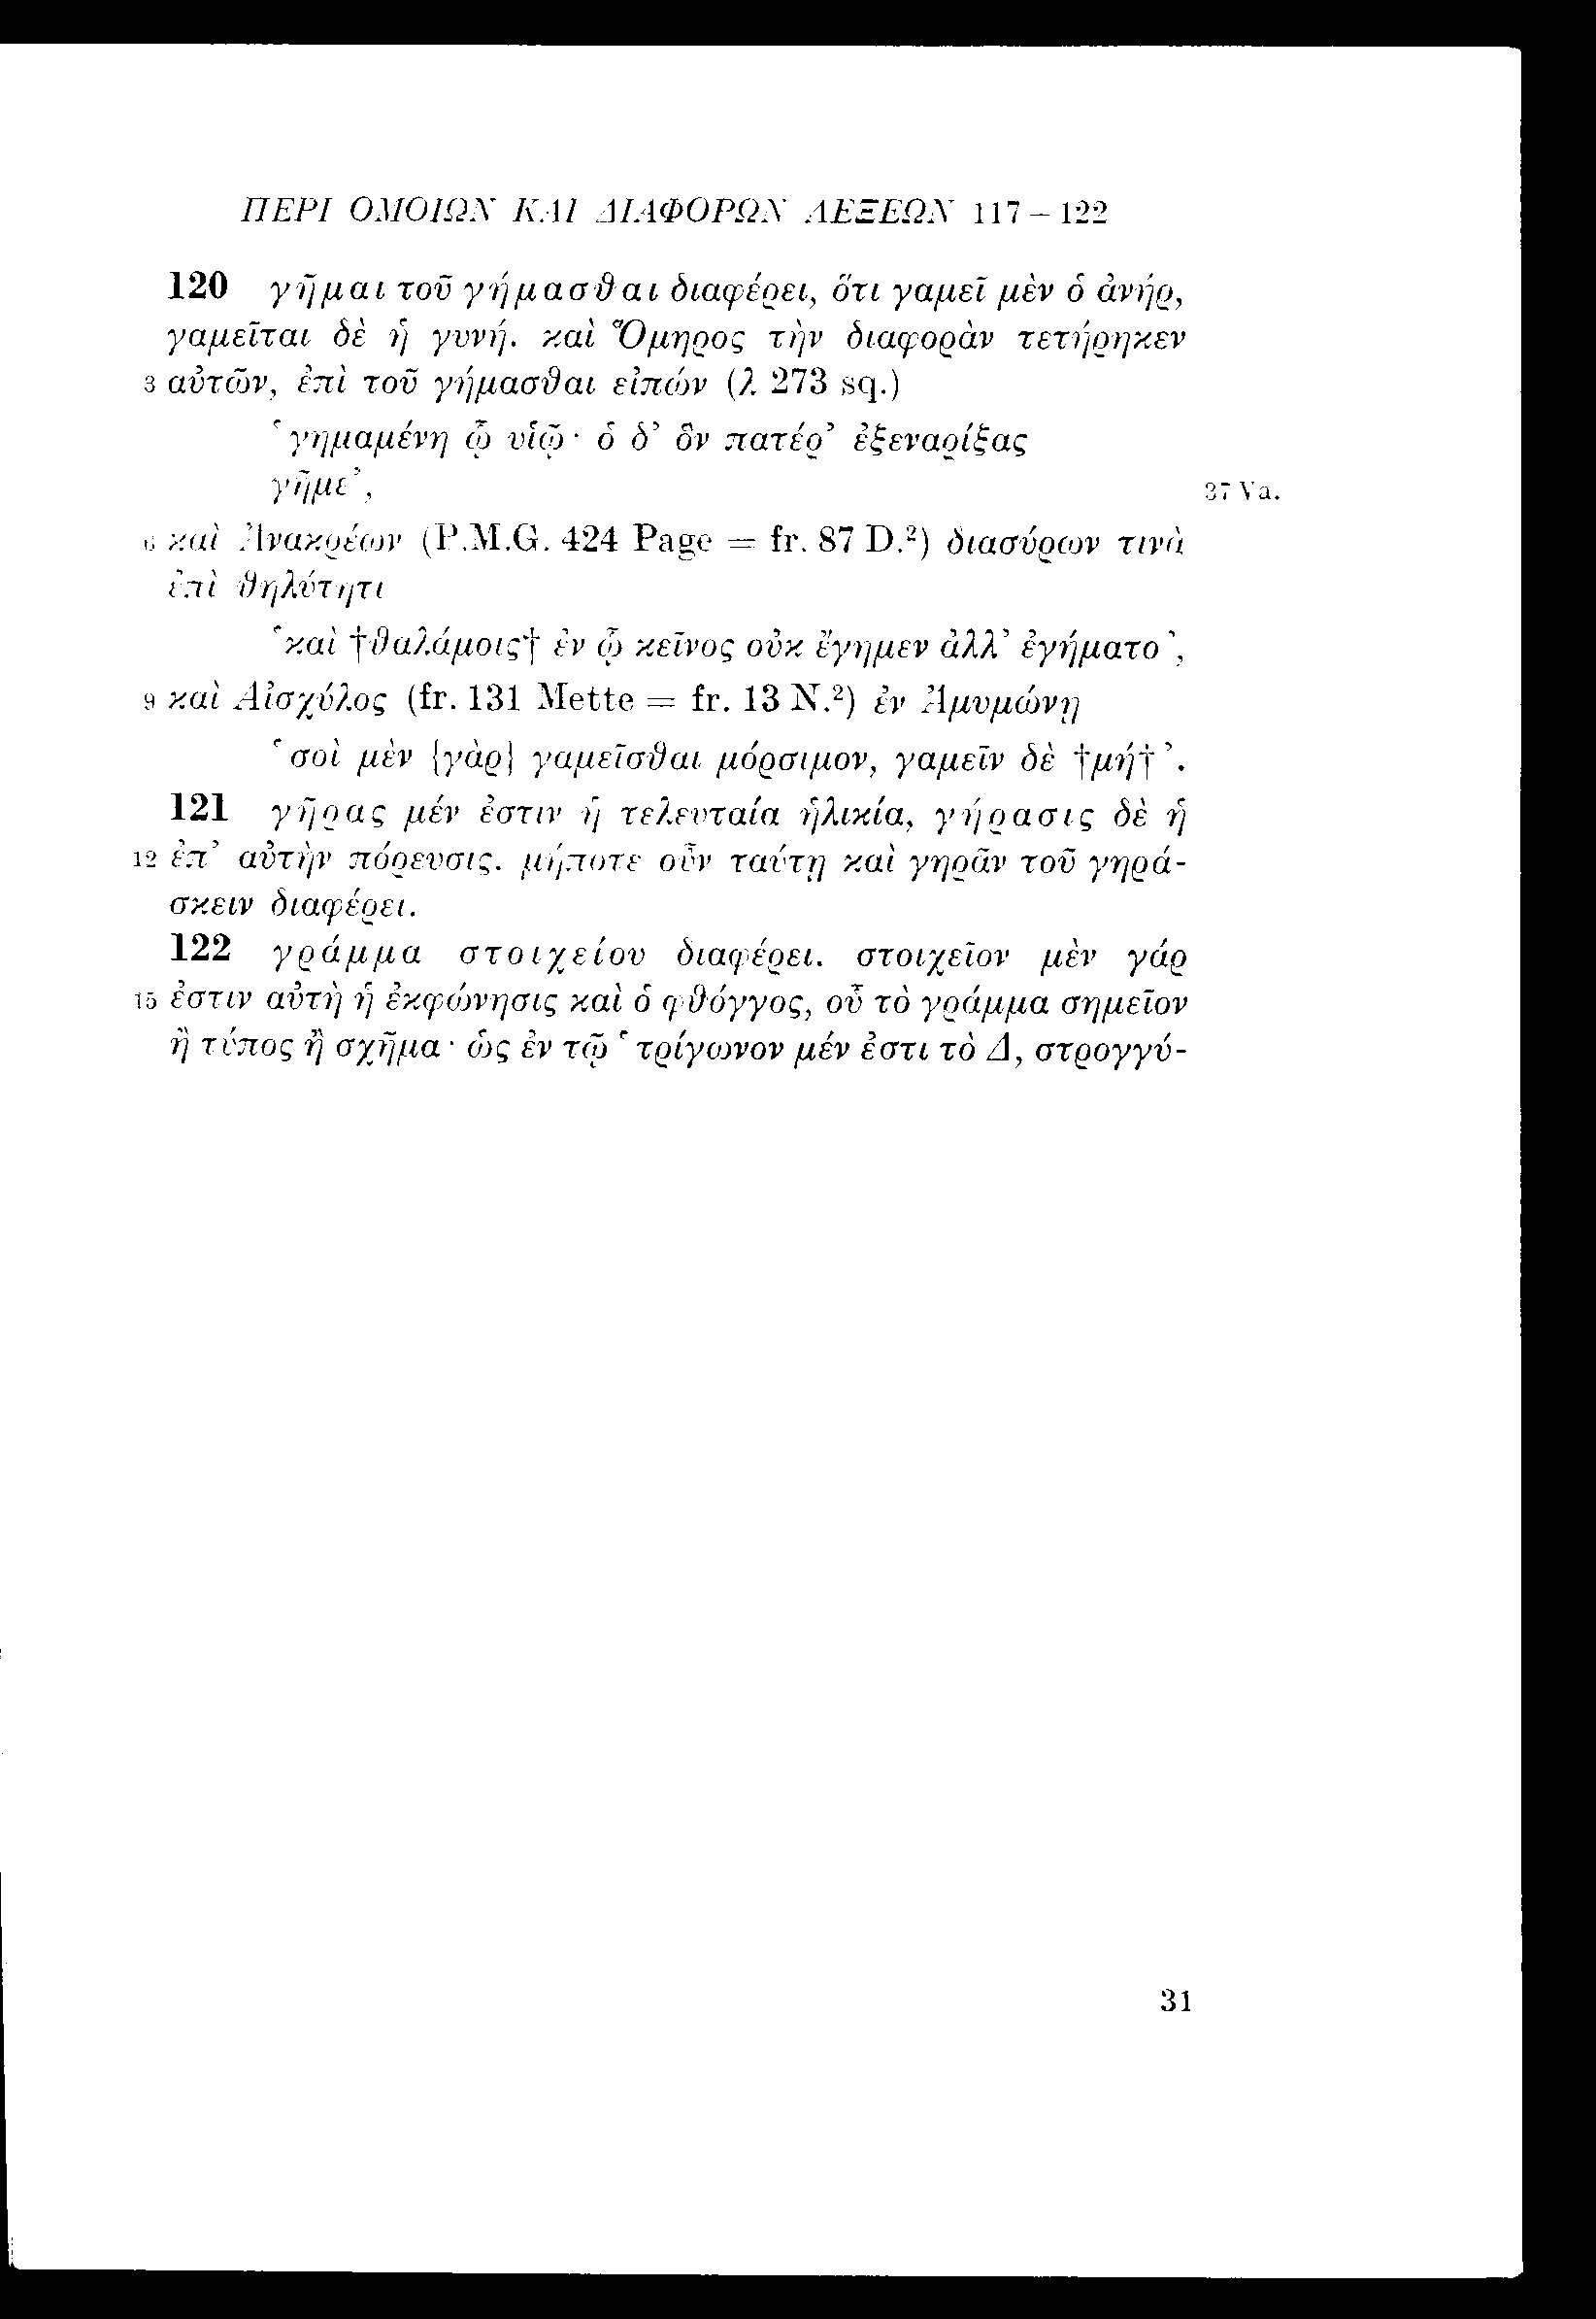 ΠΕΡΙ ΟΜΟΙΩΝ ΚΑΙ ΔΙΑΦΟΡΩΝ ΛΕΞΕΩΝ 117 – 122
120 γῆμαι τοῦ γήμασθαι διαφέρει, ὅτι γαμεῖ μὲν ὁ ἀνήρ,
γαμεῖται δὲ ἡ γυνή. καὶ Ὅμηρος τὴν διαφορὰν τετήρηκεν
3 αὐτῶν, ἐπὶ τοῦ γήμασθαι εἰπών (λ 273 sq.)
῾γημαμένη ᾧ υἱῷ· ὁ δ’ ὃν πατέρ’ ἐξεναρίξας
γῆμε’, 37 Va.
6 καὶ Ἀνακρέων (P.M.G. 424 Page = fr. 87 D.²) διασύρων τινὰ
ἐπὶ θηλύτητι
῾καὶ †θαλάμοις† ἐν ᾧ κεῖνος οὐκ ἔγημεν ἀλλ’ ἐγήματο’,
9 καὶ Αἰσχύλος (fr. 131 Mette = fr. 13 N.²) ἐν Ἀμυμώνῃ
῾σοὶ μὲν {γὰρ} γαμεῖσθαι μόρσιμον, γαμεῖν δὲ †μή†’.
121 γῆρας μέν ἐστιν ἡ τελευταία ἡλικία, γήρασις δὲ ἡ
12 ἐπ’ αὐτὴν πόρευσις. μήποτε οὖν ταύτῃ καὶ γηρᾶν τοῦ γηρά-
σκειν διαφέρει.
122 γράμμα στοιχείου διαφέρει. στοιχεῖον μὲν γάρ
15 ἐστιν αὐτὴ ἡ ἐκφώνησις καὶ ὁ φθόγγος, οὗ τὸ γράμμα σημεῖον
ἢ τύπος ἢ σχῆμα· ὡς ἐν τῷ ῾τρίγωνον μέν ἐστι τὸ Δ, στρογγύ-
31